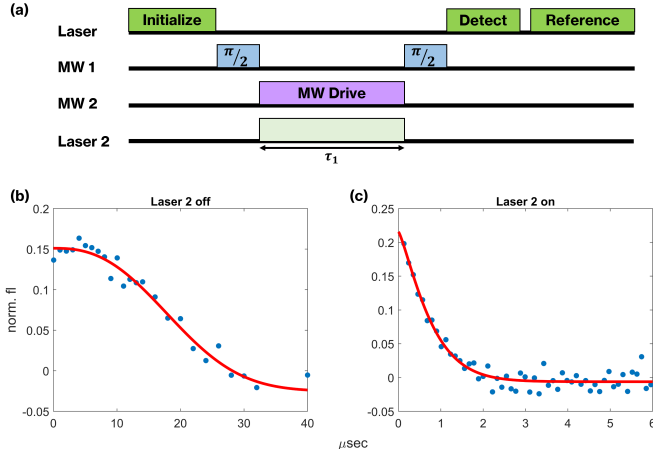 (a)
Initialize
Detect
Reference
Laser
π/2
π/2
MW 1
MW Drive
MW 2
Laser 2
τ₁
(b)
Laser 2 off
(c)
Laser 2 on
norm. fl
0.2
0.15
0.1
0.05
0
-0.05
0
10
20
30
40
0.25
0.2
0.15
0.1
0.05
0
-0.05
0
1
2
3
4
5
6
μsec